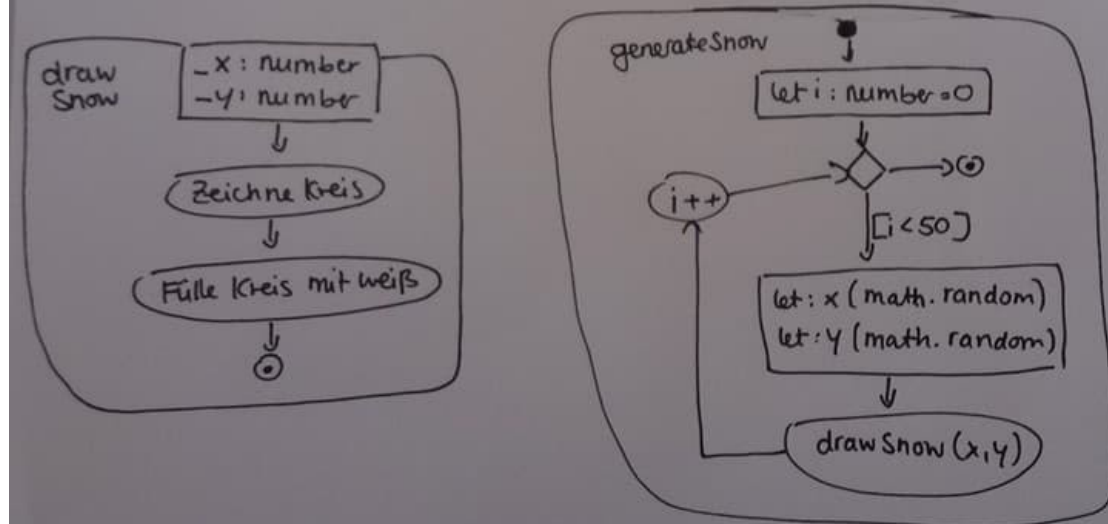 draw
Snow
_x: number
_y: number
Zeichne Kreis
Fülle Kreis mit weiß
generateSnow
let i: number = 0
i++
[i<50]
let: x (math.random)
let: y (math.random)
drawSnow (x,y)